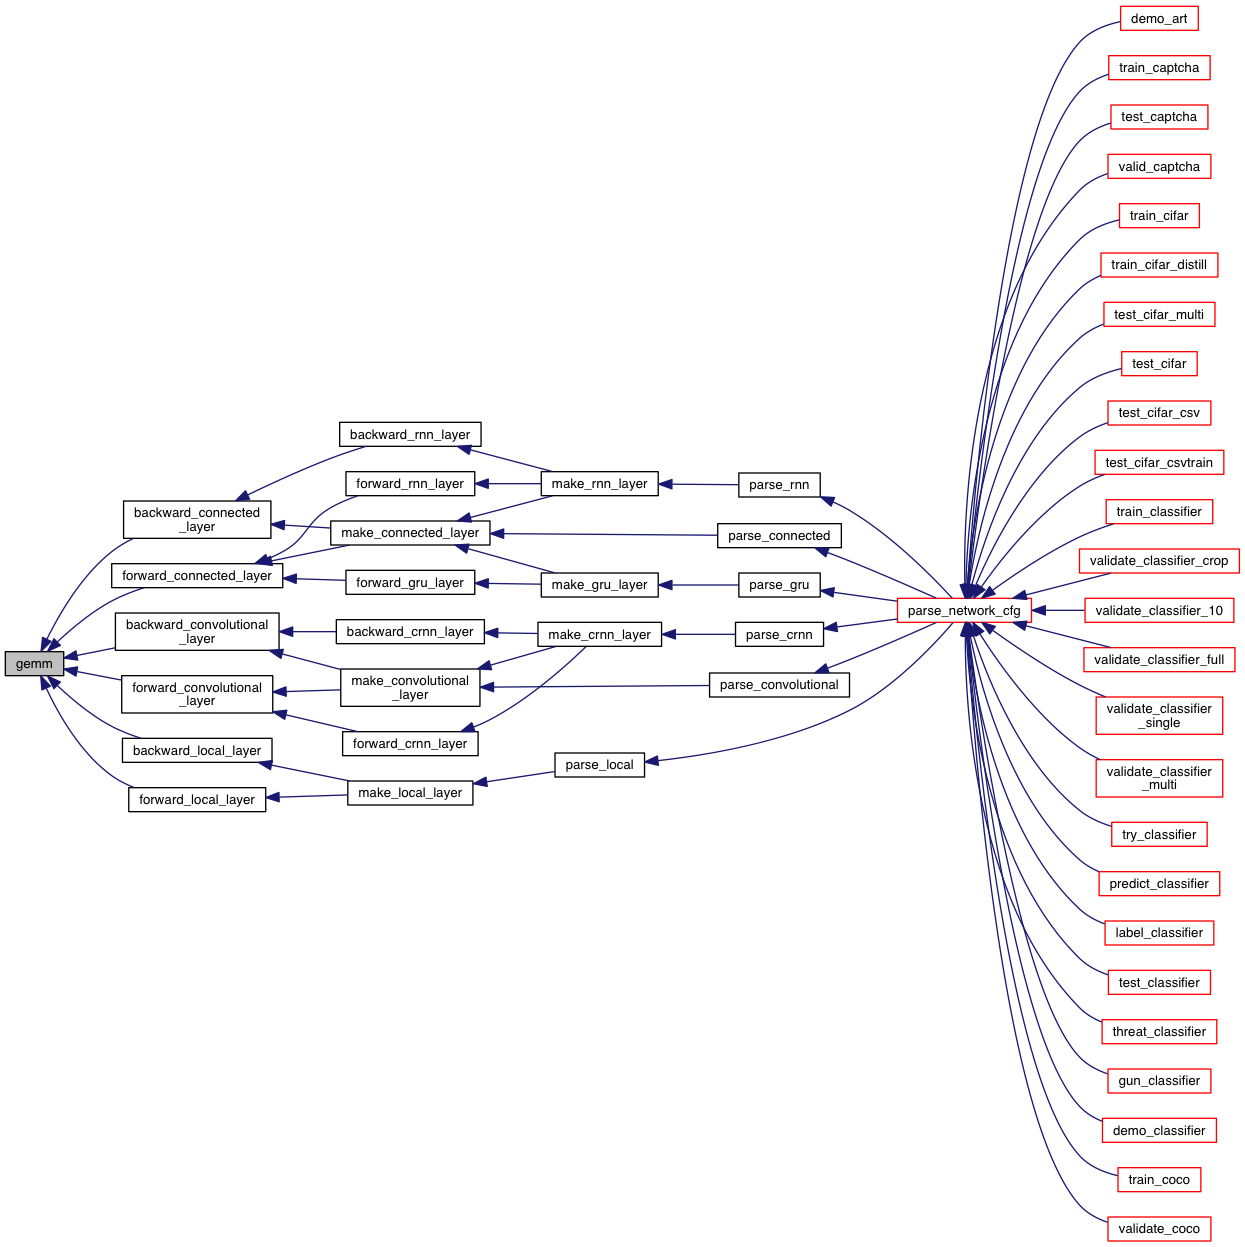 demo_art
train_captcha
test_captcha
valid_captcha
train_cifar
train_cifar_distill
test_cifar_multi
test_cifar
test_cifar_csv
test_cifar_csvtrain
train_classifier
validate_classifier_crop
validate_classifier_10
validate_classifier_full
validate_classifier
_single
validate_classifier
_multi
try_classifier
predict_classifier
label_classifier
test_classifier
threat_classifier
gun_classifier
demo_classifier
train_coco
validate_coco
parse_network_cfg
parse_rnn
parse_connected
parse_gru
parse_crnn
parse_convolutional
parse_local
make_rnn_layer
make_gru_layer
make_crnn_layer
backward_rnn_layer
forward_rnn_layer
make_connected_layer
forward_gru_layer
backward_crnn_layer
make_convolutional
_layer
forward_crnn_layer
make_local_layer
backward_connected
_layer
forward_connected_layer
backward_convolutional
_layer
forward_convolutional
_layer
backward_local_layer
forward_local_layer
gemm